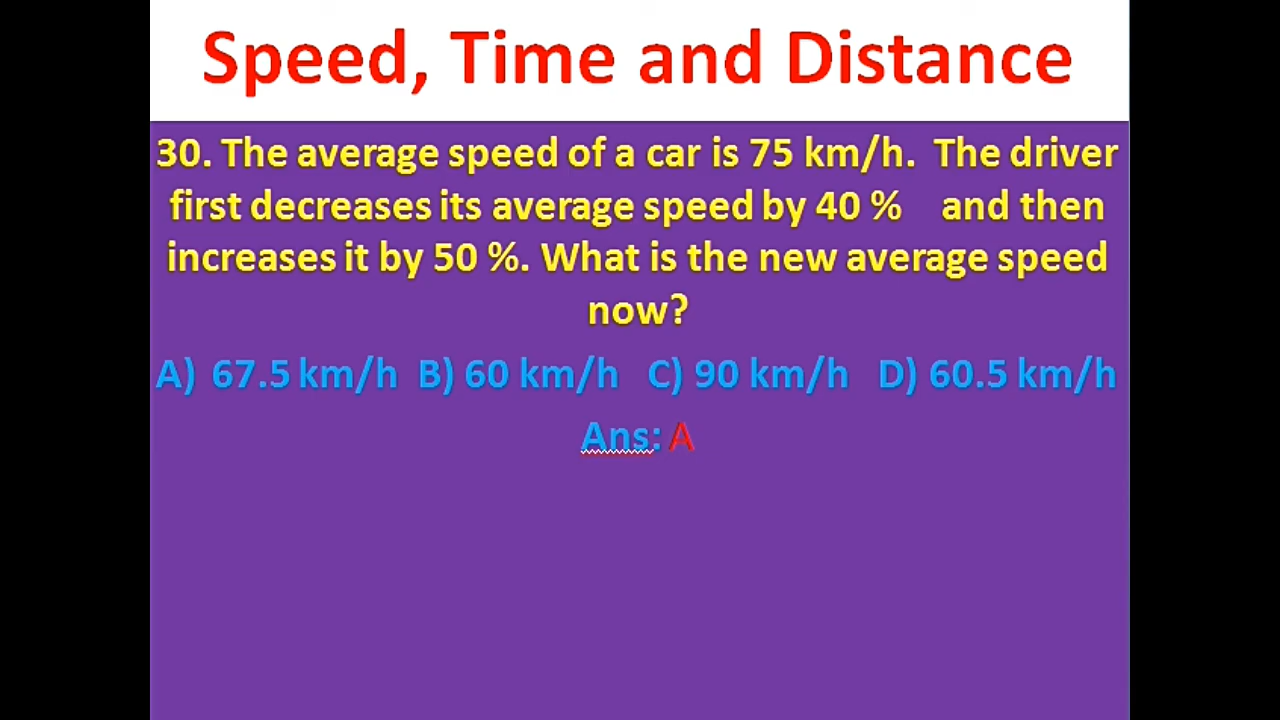 Speed, Time and Distance
30. The average speed of a car is 75 km/h. The driver
first decreases its average speed by 40 % and then
increases it by 50 %. What is the new average speed
now?
A) 67.5 km/h B) 60 km/h C) 90 km/h D) 60.5 km/h
Ans: A